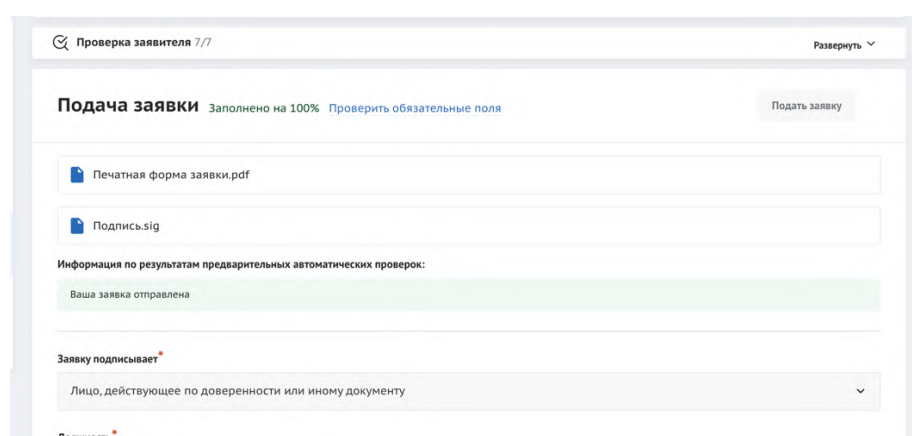 Проверка заявителя 7/7
Развернуть
Подача заявки Заполнено на 100% Проверить обязательные поля
Подать заявку
Печатная форма заявки.pdf
Подпись.sig
Информация по результатам предварительных автоматических проверок:
Ваша заявка отправлена
Заявку подписывает*
Лицо, действующее по доверенности или иному документу